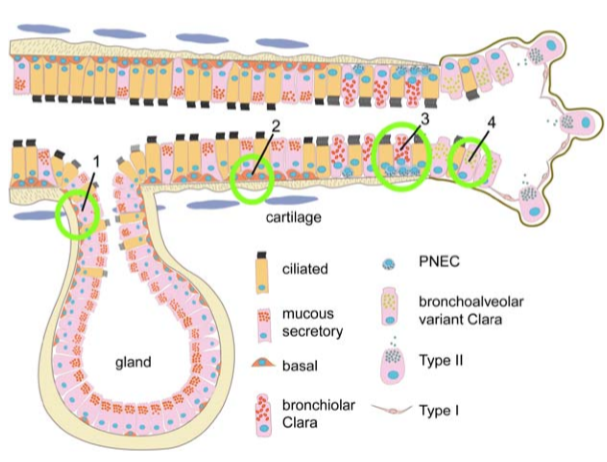 1
2
3
4
cartilage
gland
ciliated
mucous
secretory
basal
bronchiolar
Clara
PNEC
bronchoalveolar
variant Clara
Type II
Type I